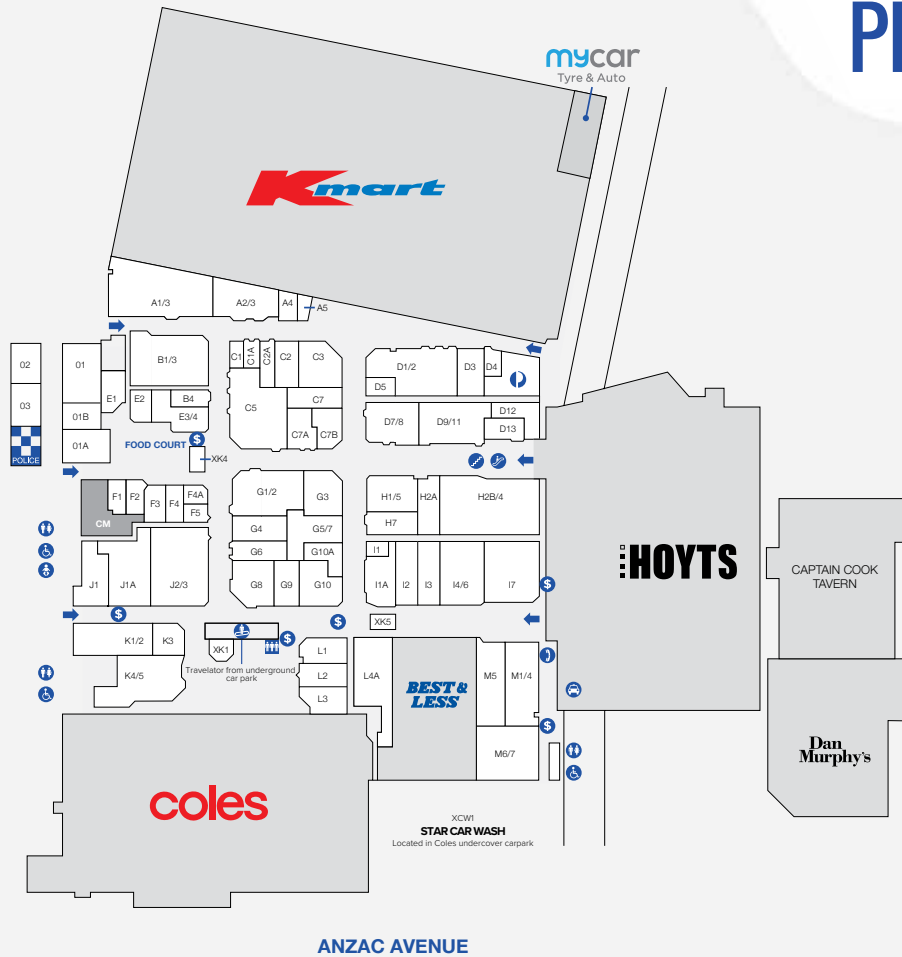 mycar
Tyre & Auto
Kmart
A1/3
A2/3
A4
A5
02
01
B1/3
C1
C1A
C2A
C2
C3
D1/2
D3
D4
D5
03
E1
E2
B4
E3/4
C5
C7
C7A
C7B
D7/8
D9/11
D12
D13
01B
01A
POLICE
FOOD COURT
$
XK4
F1
F2
F3
F4
F4A
F5
CM
G1/2
G3
G4
G5/7
G6
G10A
G8
G9
G10
H1/5
H2A
H2B/4
H7
I1
I1A
I2
I3
I4/6
I7
$
HOYTS
CAPTAIN COOK
TAVERN
J1
J1A
J2/3
$
K1/2
K3
K4/5
XK1
$
$
XK5
Travelator from underground
car park
L1
L2
L3
L4A
BEST &
LESS
M5
M1/4
$
M6/7
Dan
Murphy's
coles
XCW1
STAR CAR WASH
Located in Coles undercover carpark
ANZAC AVENUE